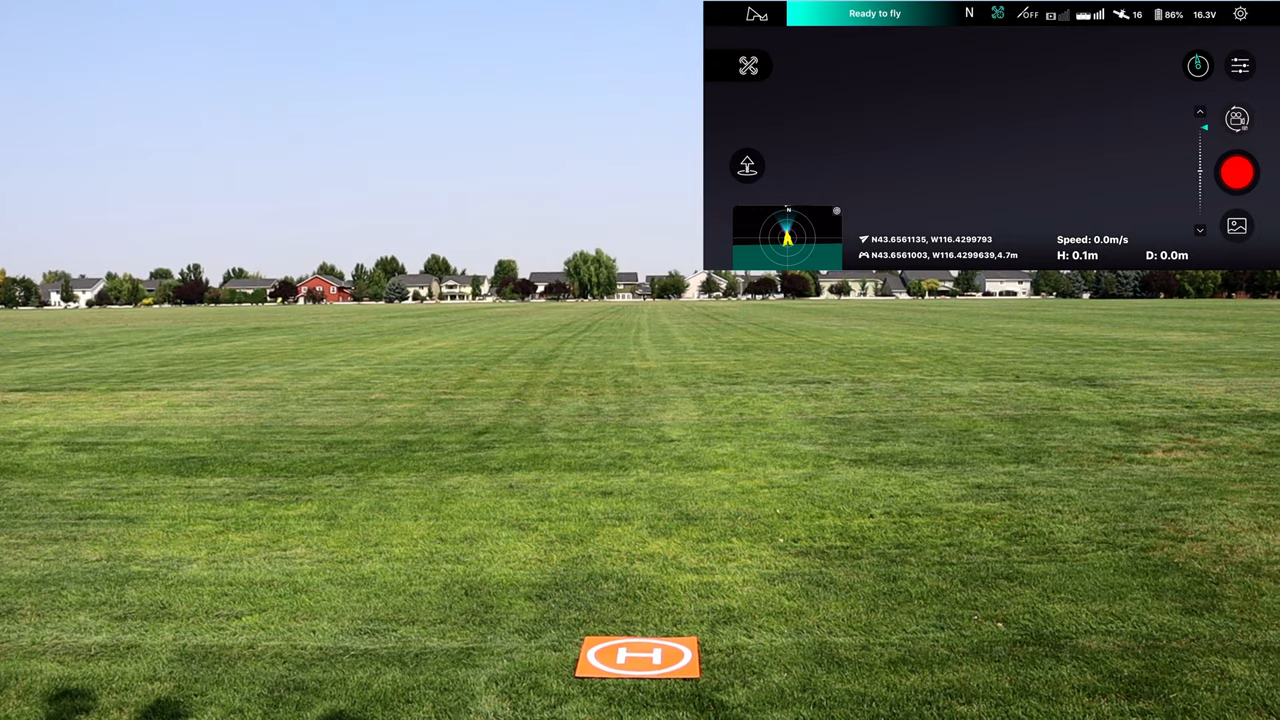 Ready to fly
N
OFF
16
86%
16.3V
N
N43.6561135, W116.4299793
N43.6561003, W116.4299639,4.7m
Speed: 0.0m/s
H: 0.1m
D: 0.0m
H